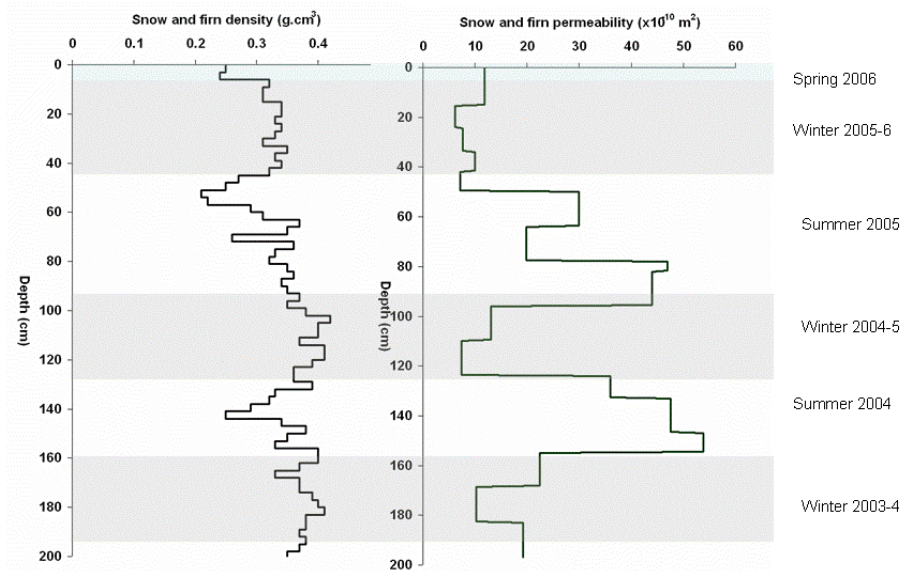 Snow and firn density (g.cm³)
0 0.1 0.2 0.3 0.4
0
20
40
60
80
100
120
140
160
180
200
Depth (cm)
Snow and firn permeability (x10¹⁰ m²)
0 10 20 30 40 50 60
0
20
40
60
80
100
120
140
160
180
200
Depth (cm)
Spring 2006
Winter 2005-6
Summer 2005
Winter 2004-5
Summer 2004
Winter 2003-4